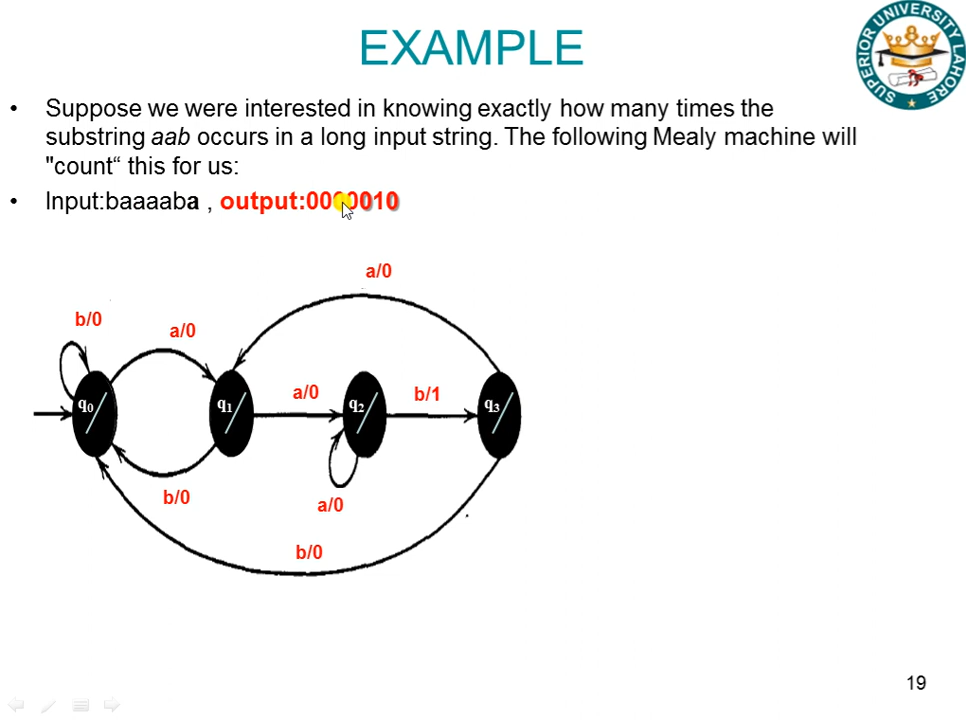 EXAMPLE
SUPERIOR UNIVERSITY LAHORE
• Suppose we were interested in knowing exactly how many times the
substring aab occurs in a long input string. The following Mealy machine will
"count“ this for us:
• Input:baaaaba , output:0000010
a/0
b/0
a/0
a/0
b/1
q0/
q1/
q2/
q3/
b/0
a/0
b/0
19